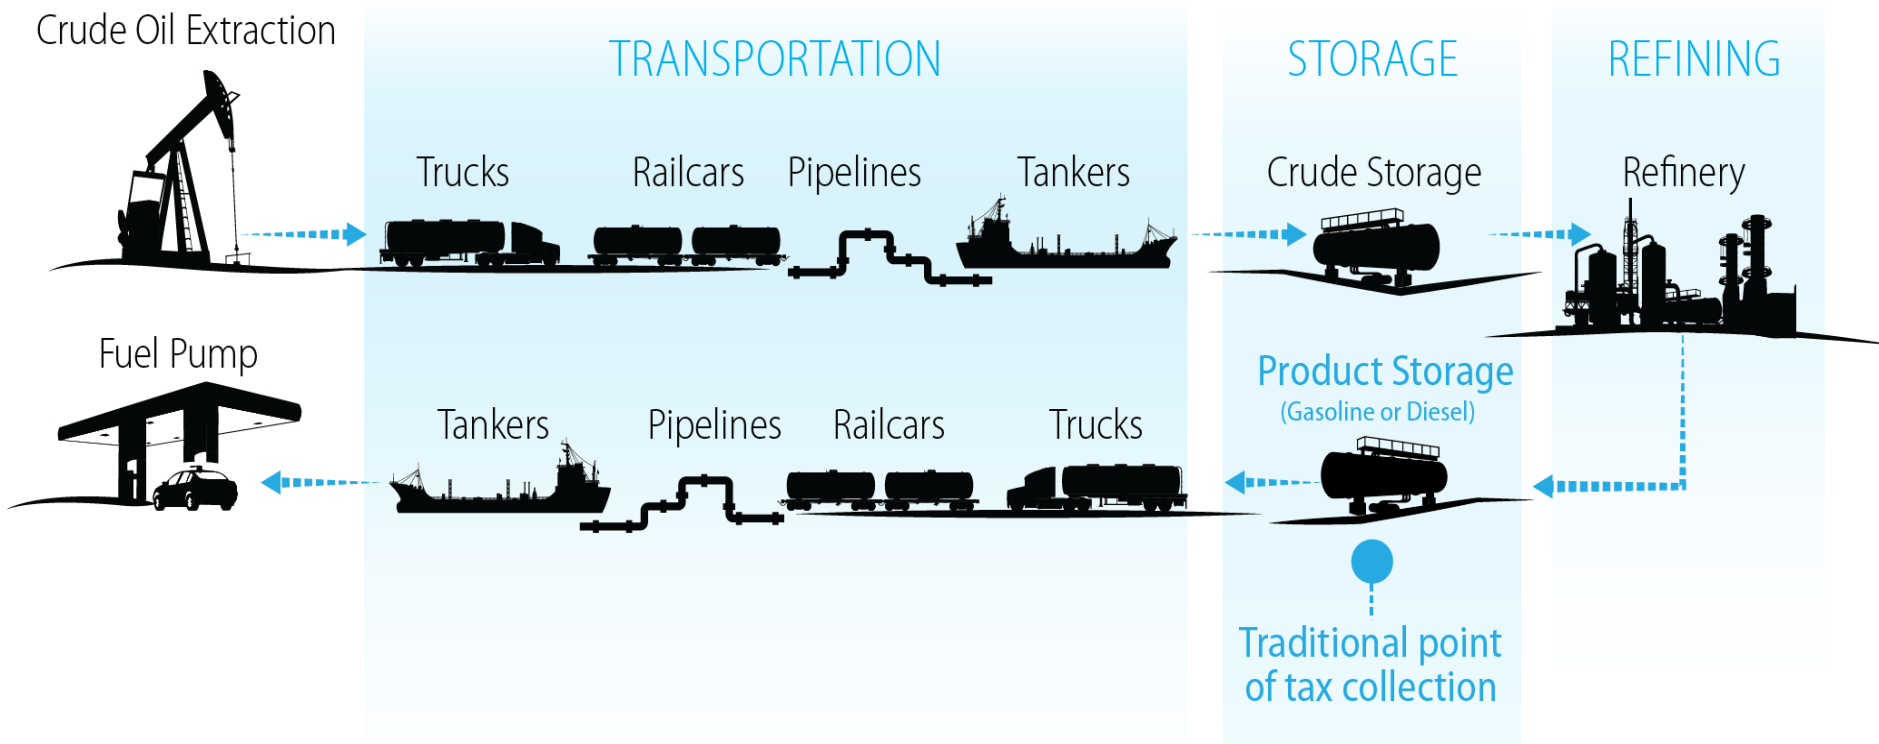 Crude Oil Extraction
TRANSPORTATION
STORAGE
REFINING
Trucks
Railcars
Pipelines
Tankers
Crude Storage
Refinery
Fuel Pump
Tankers
Pipelines
Railcars
Trucks
Product Storage
(Gasoline or Diesel)
Traditional point
of tax collection